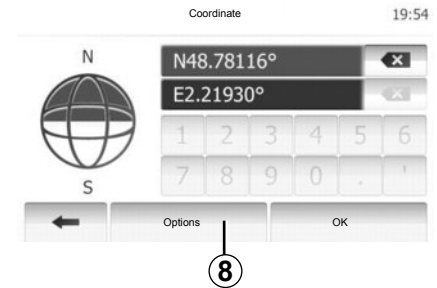 Coordinate 19:54
N
N48.78116°
E2.21930°
1 2 3 4 5 6
7 8 9 0 . '
S
Options OK
8